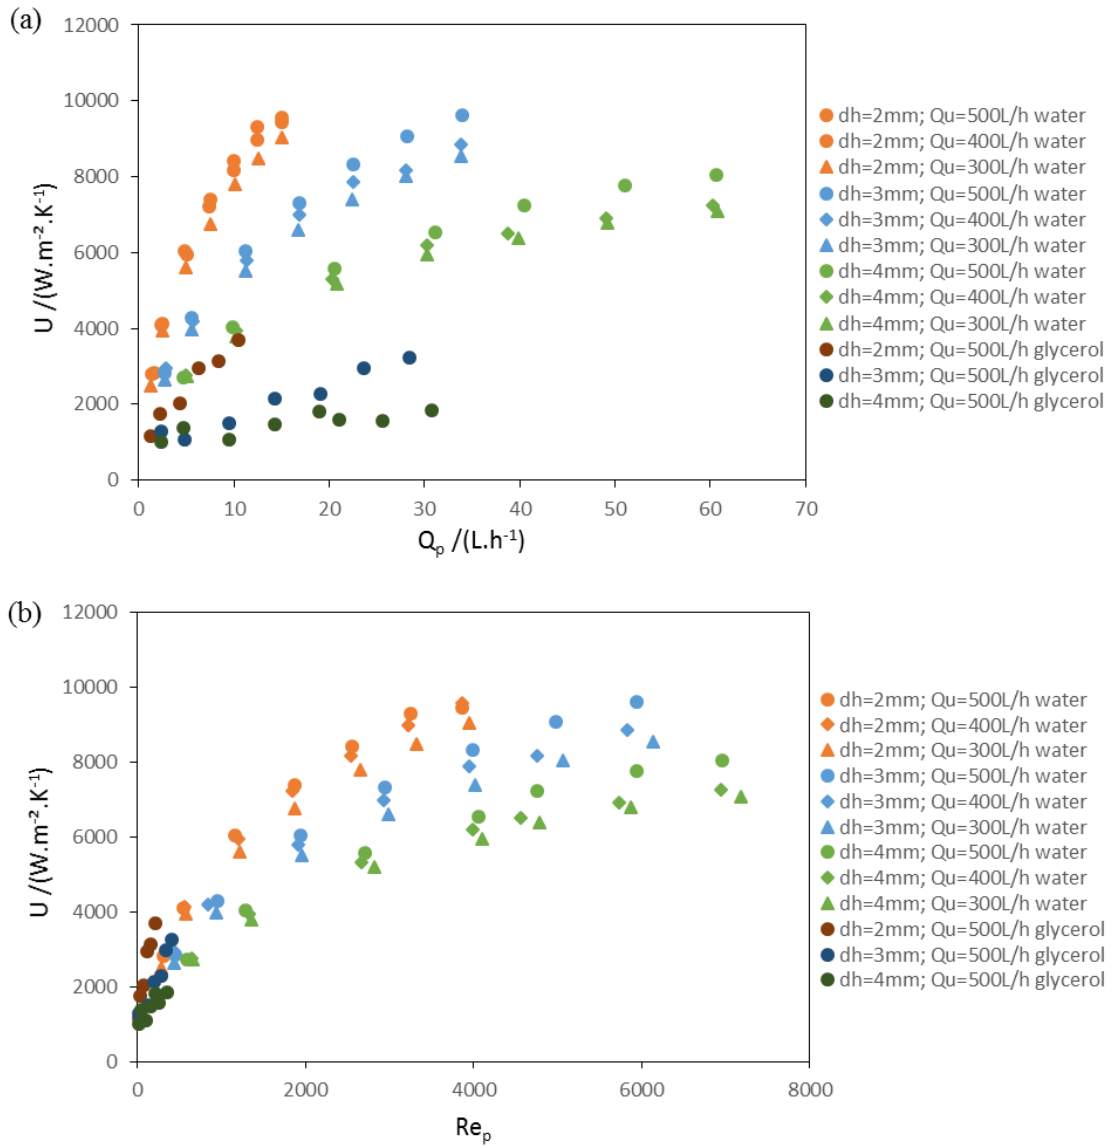 (a)
12000
10000
8000
6000
4000
2000
0
U /(W.m⁻².K⁻¹)
0 10 20 30 40 50 60 70
Qₚ /(L.h⁻¹)
dh=2mm; Qu=500L/h water
dh=2mm; Qu=400L/h water
dh=2mm; Qu=300L/h water
dh=3mm; Qu=500L/h water
dh=3mm; Qu=400L/h water
dh=3mm; Qu=300L/h water
dh=4mm; Qu=500L/h water
dh=4mm; Qu=400L/h water
dh=4mm; Qu=300L/h water
dh=2mm; Qu=500L/h glycerol
dh=3mm; Qu=500L/h glycerol
dh=4mm; Qu=500L/h glycerol
(b)
12000
10000
8000
6000
4000
2000
0
U /(W.m⁻².K⁻¹)
0 2000 4000 6000 8000
Reₚ
dh=2mm; Qu=500L/h water
dh=2mm; Qu=400L/h water
dh=2mm; Qu=300L/h water
dh=3mm; Qu=500L/h water
dh=3mm; Qu=400L/h water
dh=3mm; Qu=300L/h water
dh=4mm; Qu=500L/h water
dh=4mm; Qu=400L/h water
dh=4mm; Qu=300L/h water
dh=2mm; Qu=500L/h glycerol
dh=3mm; Qu=500L/h glycerol
dh=4mm; Qu=500L/h glycerol